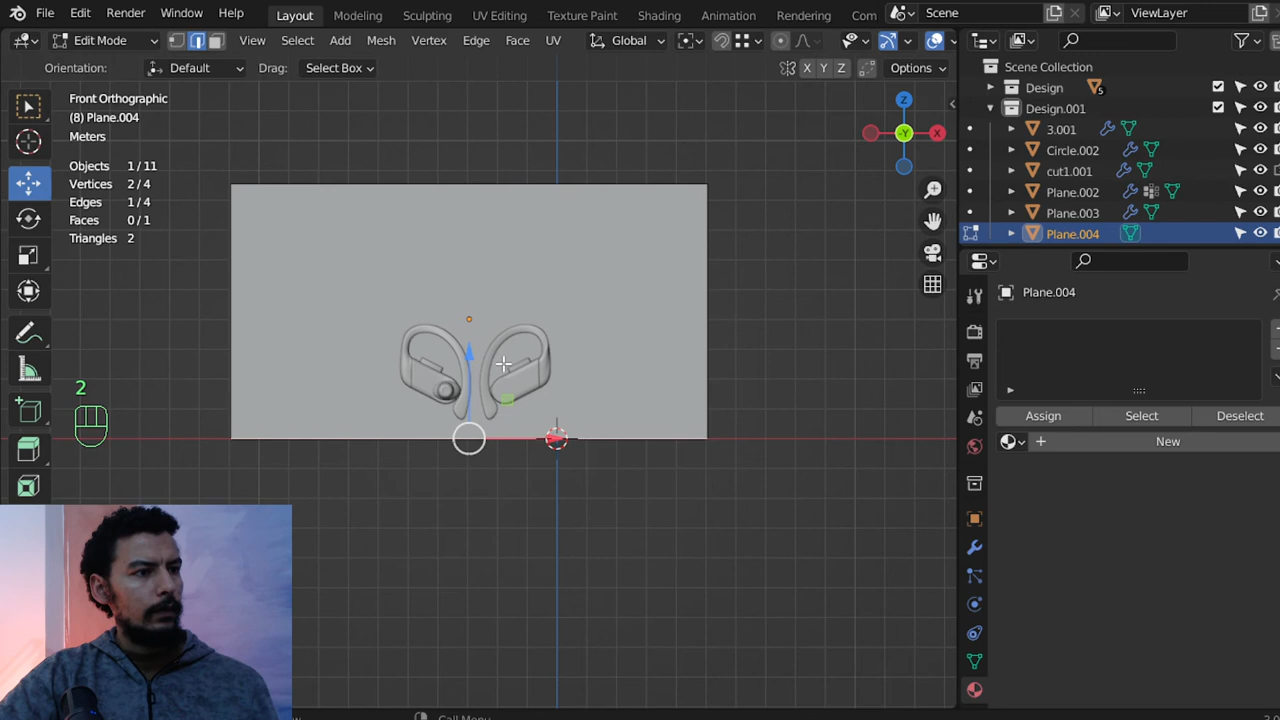 File Edit Render Window Help Layout Modeling Sculpting UV Editing Texture Paint Shading Animation Rendering Com Scene ViewLayer
Edit Mode View Select Add Mesh Vertex Edge Face UV Global
Orientation: Default Drag: Select Box X Y Z Options
Front Orthographic
(8) Plane.004
Meters
Objects 1 / 11
Vertices 2 / 4
Edges 1 / 4
Faces 0 / 1
Triangles 2
2
Z
-Y
X
Scene Collection
Design 5
Design.001
3.001
Circle.002
cut1.001
Plane.002
Plane.003
Plane.004
Plane.004
Assign Select Deselect
New
Call Menu